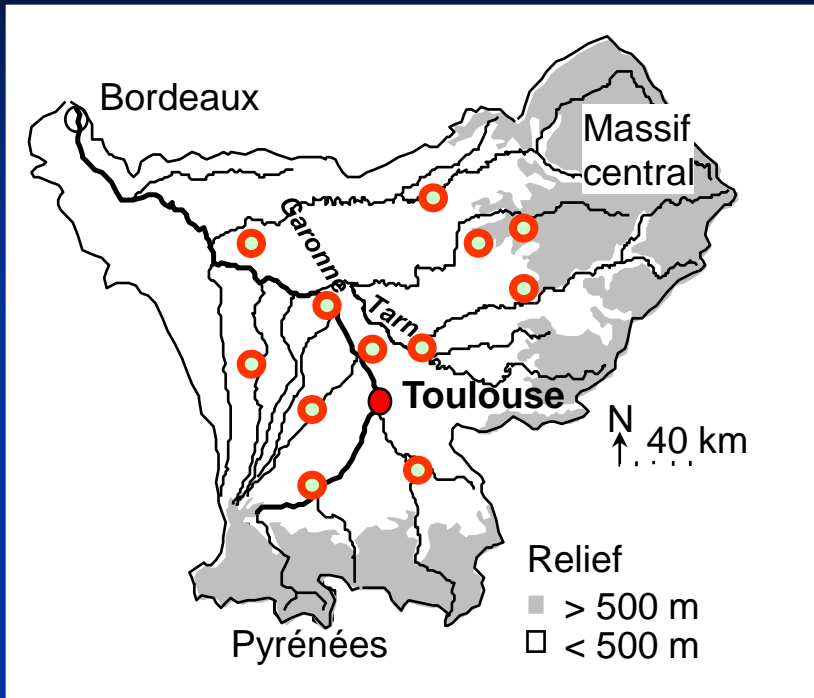 Bordeaux
Massif
central
Garonne
Tarn
Toulouse
N
40 km
Relief
> 500 m
< 500 m
Pyrénées